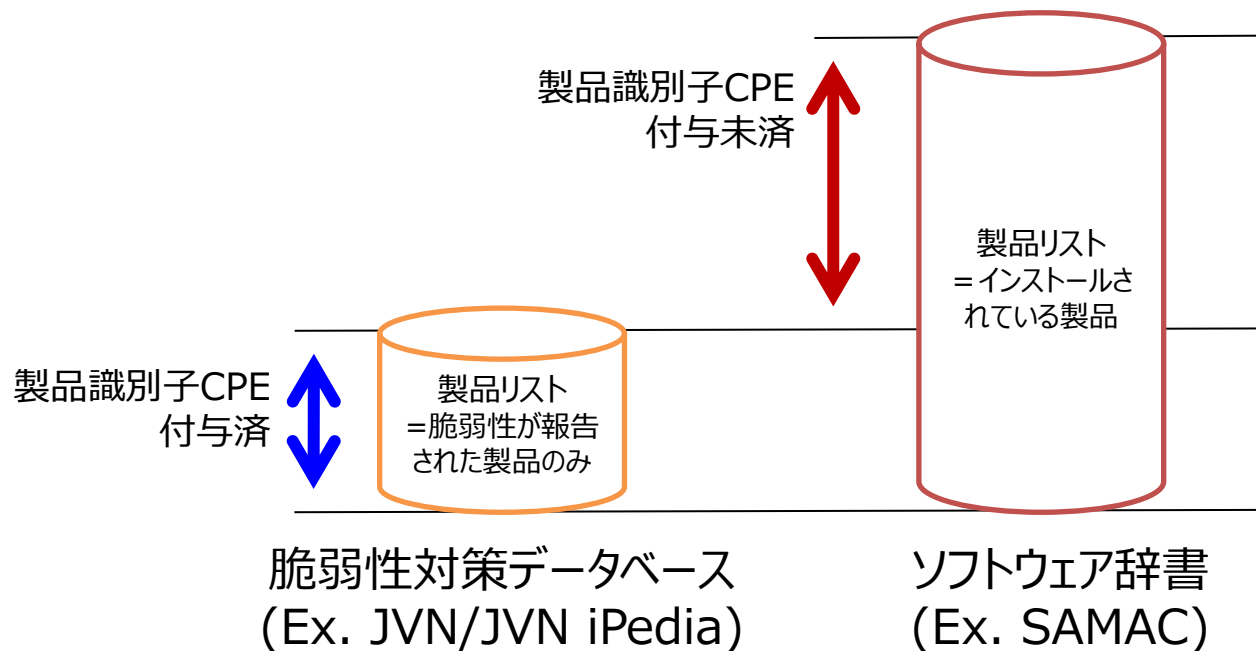 製品識別子CPE
付与未済
製品リスト
=インストールさ
れている製品
製品識別子CPE
付与済
製品リスト
=脆弱性が報告
された製品のみ
脆弱性対策データベース
(Ex. JVN/JVN iPedia)
ソフトウェア辞書
(Ex. SAMAC)